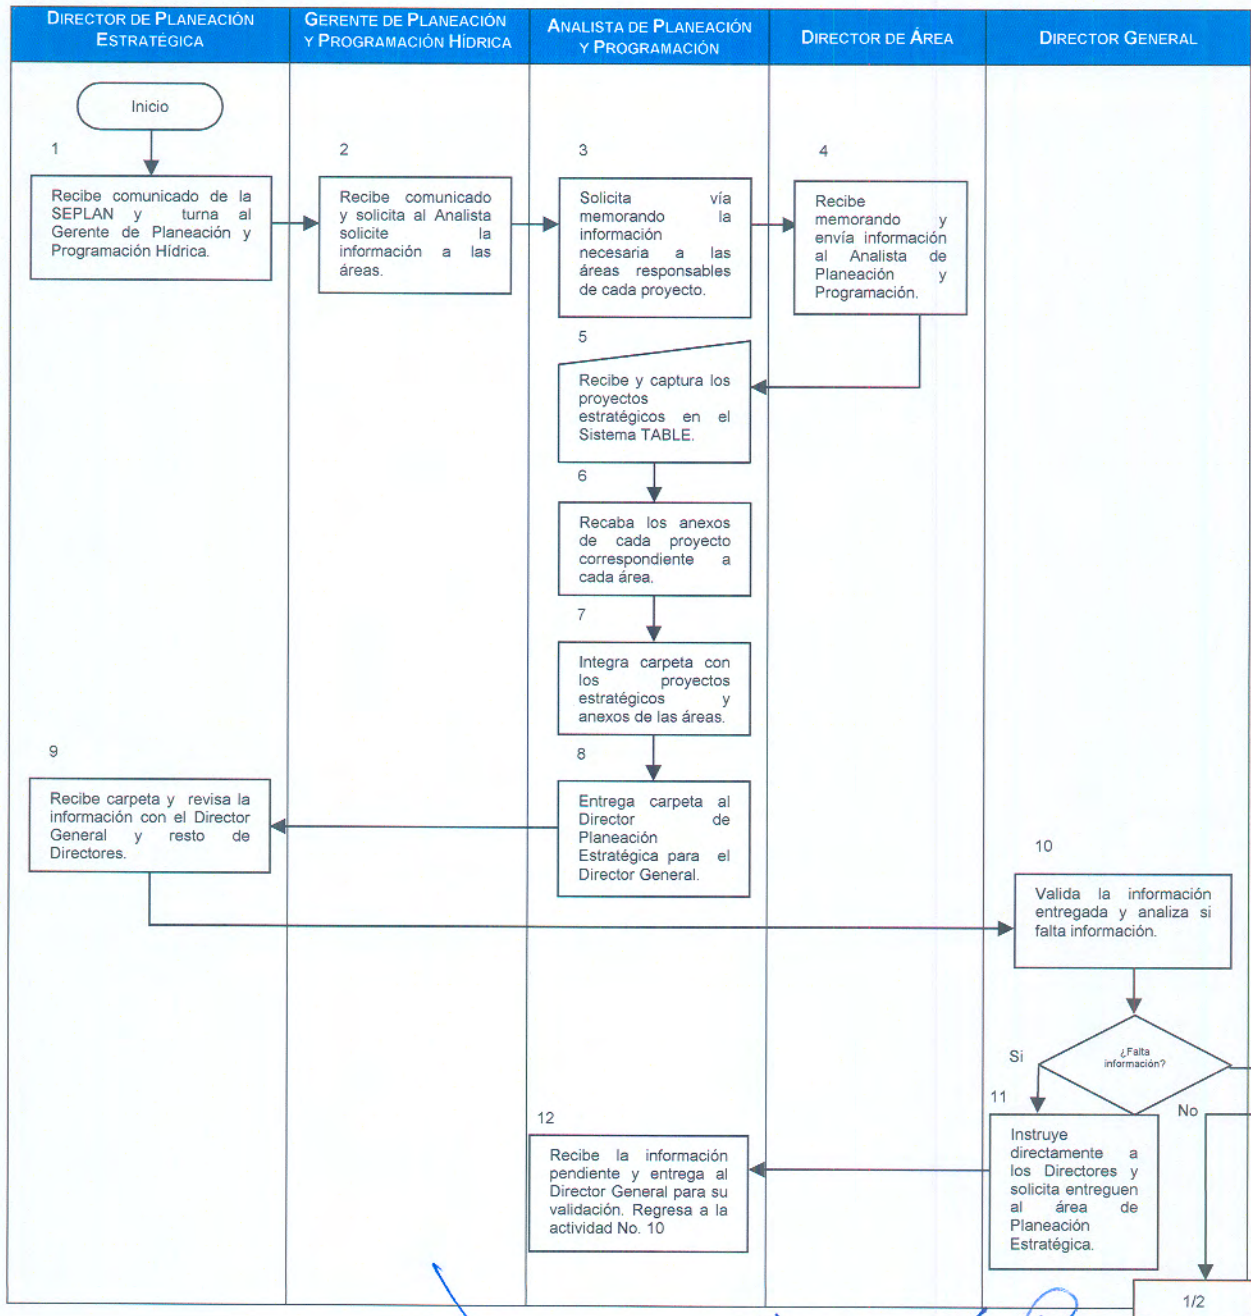 DIRECTOR DE PLANEACIÓN
ESTRATÉGICA
GERENTE DE PLANEACIÓN
Y PROGRAMACIÓN HÍDRICA
ANALISTA DE PLANEACIÓN
Y PROGRAMACIÓN
DIRECTOR DE ÁREA
DIRECTOR GENERAL
Inicio
1
Recibe comunicado de la
SEPLAN y turna al
Gerente de Planeación y
Programación Hídrica.
2
Recibe comunicado
y solicita al Analista
solicite la
información a las
áreas.
3
Solicita vía
memorando la
información
necesaria a las
áreas responsables
de cada proyecto.
4
Recibe
memorando y
envía información
al Analista de
Planeación y
Programación.
5
Recibe y captura los
proyectos
estratégicos en el
Sistema TABLE.
6
Recaba los anexos
de cada proyecto
correspondiente a
cada área.
7
Integra carpeta con
los proyectos
estratégicos y
anexos de las áreas.
8
Entrega carpeta al
Director de
Planeación
Estratégica para el
Director General.
9
Recibe carpeta y revisa la
información con el Director
General y resto de
Directores.
10
Valida la información
entregada y analiza si
falta información.
¿Falta
información?
Si
No
11
Instruye
directamente a
los Directores y
solicita entreguen
al área de
Planeación
Estratégica.
12
Recibe la información
pendiente y entrega al
Director General para su
validación. Regresa a la
actividad No. 10
1/2